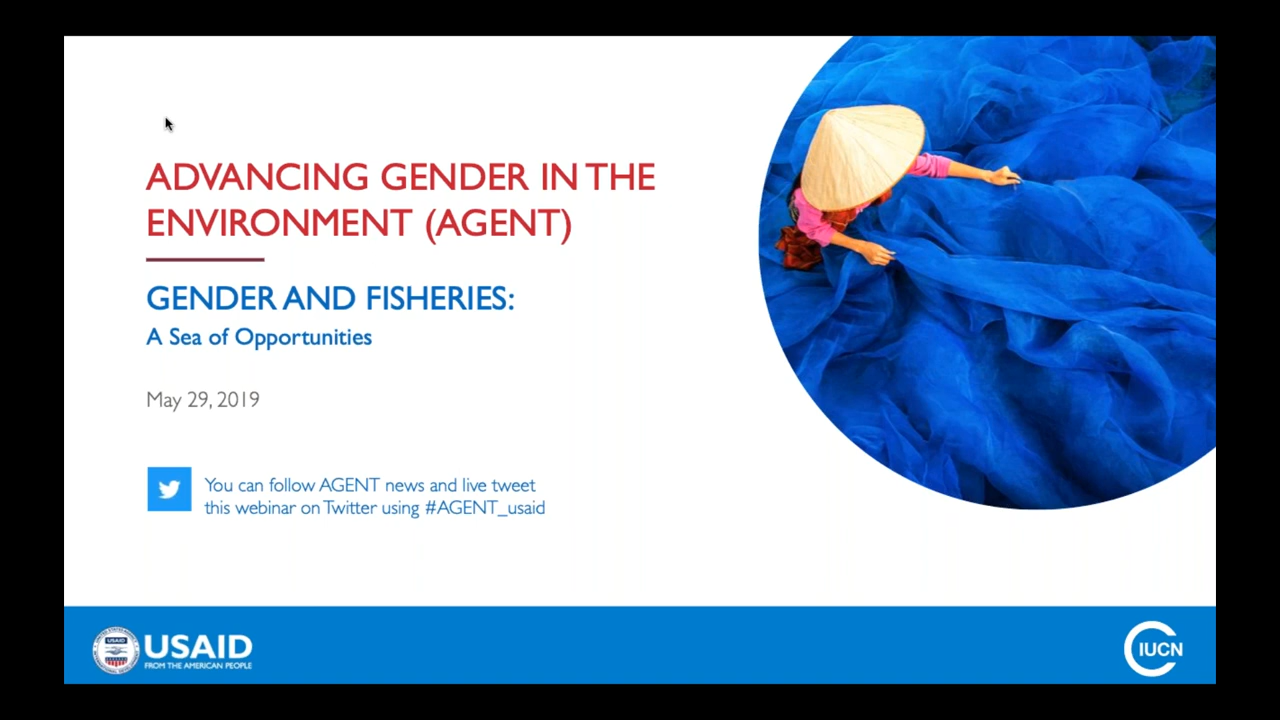 ADVANCING GENDER IN THE
ENVIRONMENT (AGENT)
GENDER AND FISHERIES:
A Sea of Opportunities
May 29, 2019
You can follow AGENT news and live tweet
this webinar on Twitter using #AGENT_usaid
USAID
USAID
FROM THE AMERICAN PEOPLE
IUCN